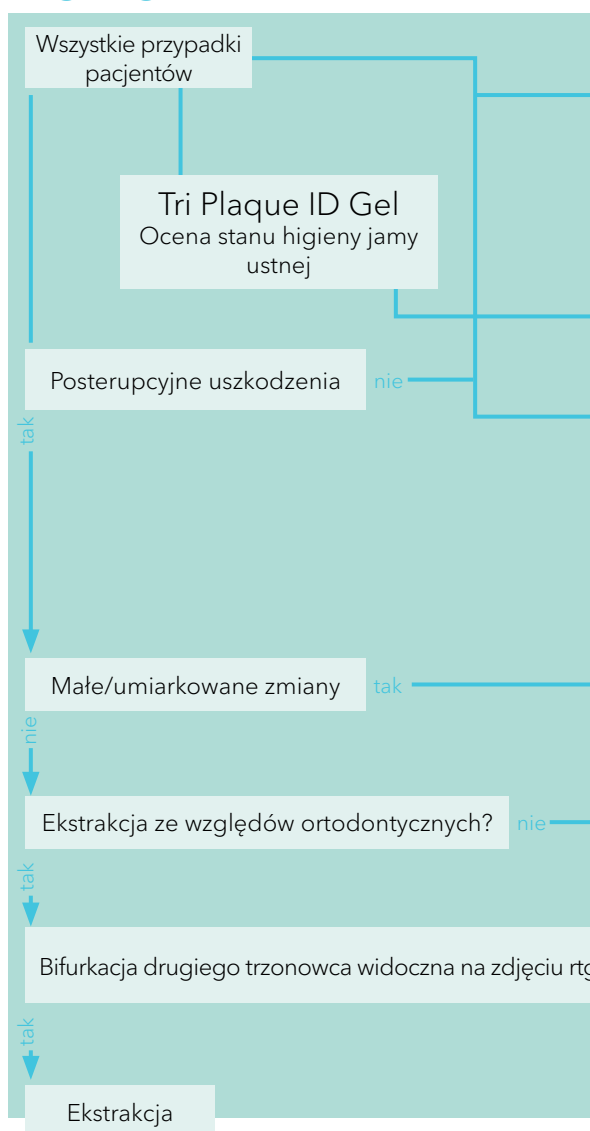 Wszystkie przypadki
pacjentów
Tri Plaque ID Gel
Ocena stanu higieny jamy
ustnej
Posterupcyjne uszkodzenia
nie
tak
Małe/umiarkowane zmiany
tak
nie
Ekstrakcja ze względów ortodontycznych?
nie
tak
Bifurkacja drugiego trzonowca widoczna na zdjęciu
tak
Ekstrakcja